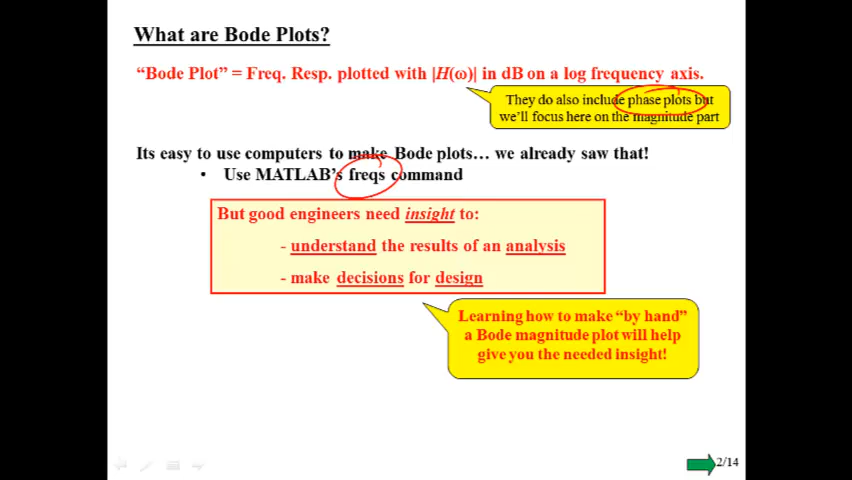 What are Bode Plots?
“Bode Plot” = Freq. Resp. plotted with |H(ω)| in dB on a log frequency axis.
They do also include phase plots but
we’ll focus here on the magnitude part
Its easy to use computers to make Bode plots… we already saw that!
• Use MATLAB’s freqs command
But good engineers need insight to:
- understand the results of an analysis
- make decisions for design
Learning how to make “by hand”
a Bode magnitude plot will help
give you the needed insight!
2/14